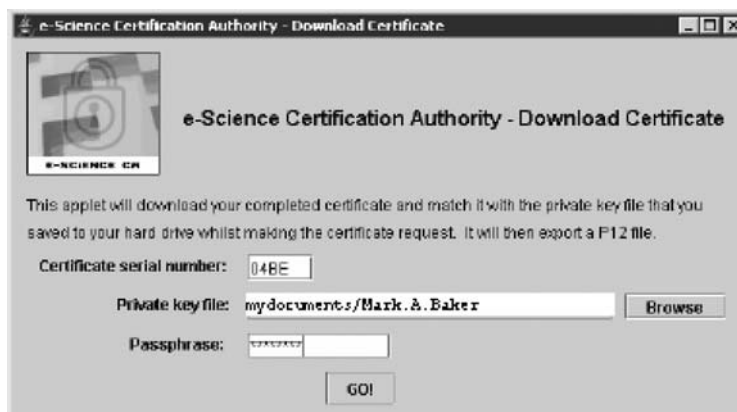 e-Science Certification Authority - Download Certificate
e-Science Certification Authority - Download Certificate
e-SCIENCE CA
This applet will download your completed certificate and match it with the private key file that you
saved to your hard drive whilst making the certificate request. It will then export a P12 file.
Certificate serial number: 04BE
Private key file: mydocuments/Mark.A.Baker Browse
Passphrase: *******
GO!